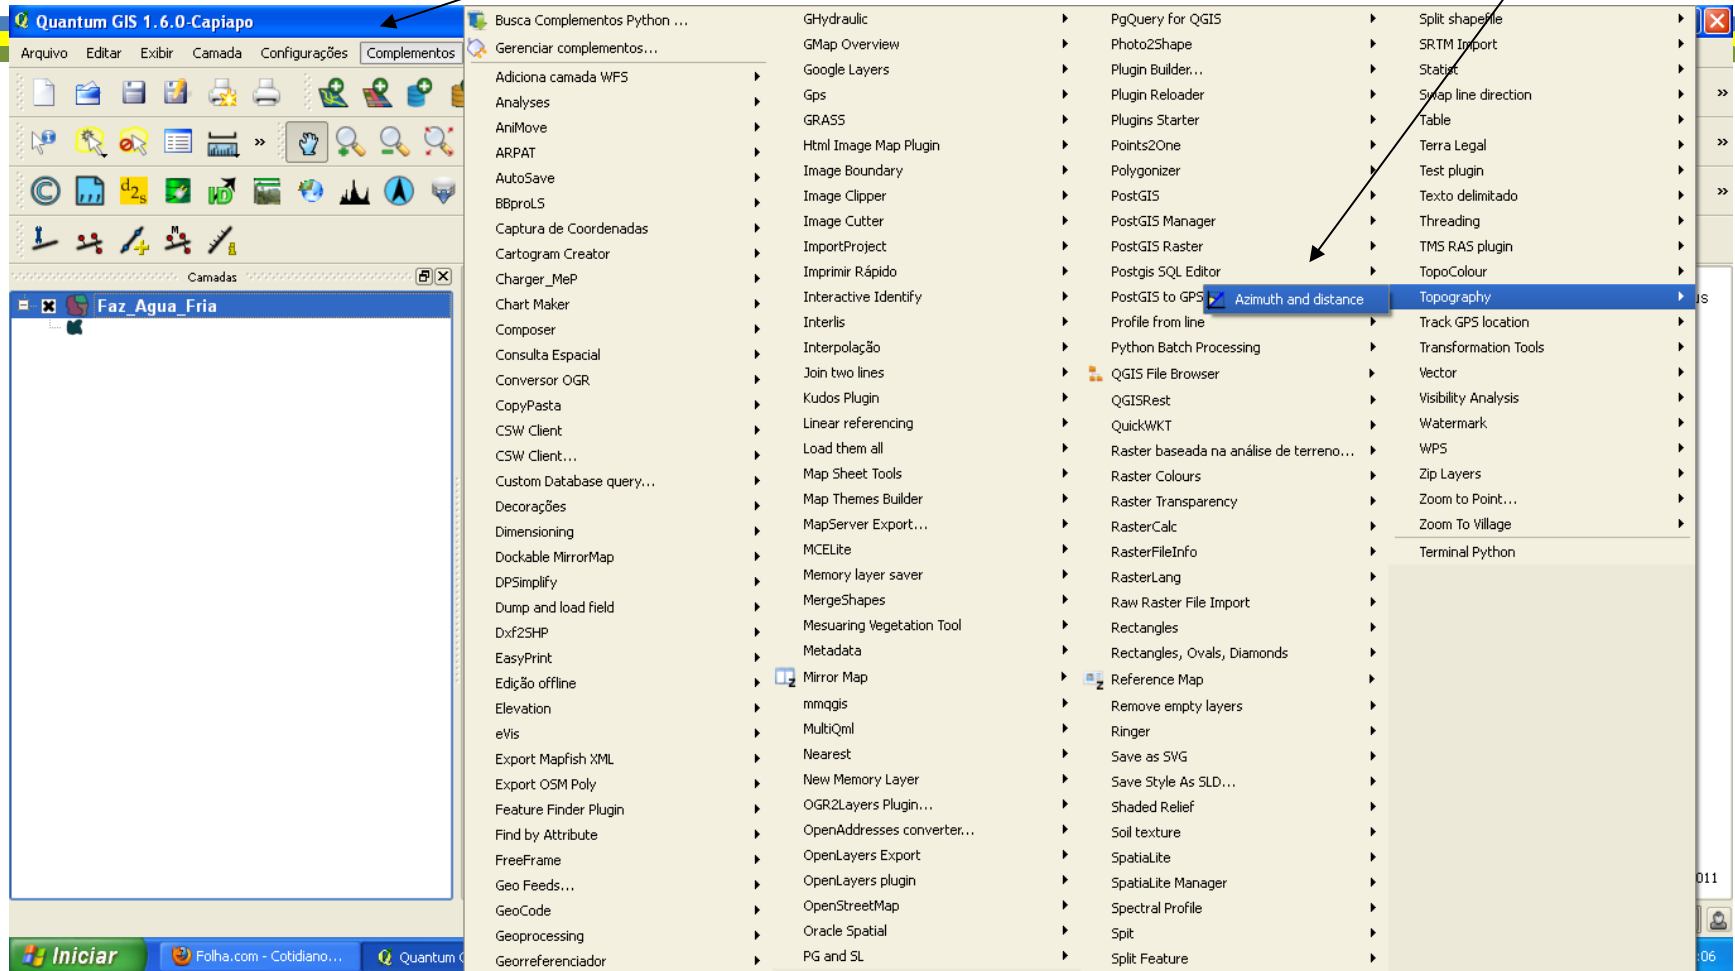 Quantum GIS 1.6.0-Capiapo
Arquivo Editar Exibir Camada Configurações Complementos
Camadas
Faz_Agua_Fria
Busca Complementos Python ...
Gerenciar complementos...
Adiciona camada WFS
Analyses
AniMove
ARPAT
AutoSave
BBproLS
Captura de Coordenadas
Cartogram Creator
Charger_MeP
Chart Maker
Composer
Consulta Espacial
Conversor OGR
CopyPasta
CSW Client
CSW Client...
Custom Database query...
Decorações
Dimensioning
Dockable MirrorMap
DPSimplify
Dump and load field
Dxf2SHP
EasyPrint
Edição offline
Elevation
eVis
Export Mapfish XML
Export OSM Poly
Feature Finder Plugin
Find by Attribute
FreeFrame
Geo Feeds...
GeoCode
Geoprocessing
Georreferenciador
GHydraulic
GMap Overview
Google Layers
Gps
GRASS
Html Image Map Plugin
Image Boundary
Image Clipper
Image Cutter
ImportProject
Imprimir Rápido
Interactive Identify
Interlis
Interpolação
Join two lines
Kudos Plugin
Linear referencing
Load them all
Map Sheet Tools
Map Themes Builder
MapServer Export...
MCELite
Memory layer saver
MergeShapes
Mesuaring Vegetation Tool
Metadata
Mirror Map
mmqgis
MultiQml
Nearest
New Memory Layer
OGR2Layers Plugin...
OpenAddresses converter...
OpenLayers Export
OpenLayers plugin
OpenStreetMap
Oracle Spatial
PG and SL
PgQuery for QGIS
Photo2Shape
Plugin Builder...
Plugin Reloader
Plugins Starter
Points2One
Polygonizer
PostGIS
PostGIS Manager
PostGIS Raster
Postgis SQL Editor
PostGIS to GPS
Azimuth and distance
Profile from line
Python Batch Processing
QGIS File Browser
QGISRest
QuickWKT
Raster baseada na análise de terreno...
Raster Colours
Raster Transparency
RasterCalc
RasterFileInfo
RasterLang
Raw Raster File Import
Rectangles
Rectangles, Ovals, Diamonds
Reference Map
Remove empty layers
Ringer
Save as SVG
Save Style As SLD...
Shaded Relief
Soil texture
SpatiaLite
SpatiaLite Manager
Spectral Profile
Spit
Split Feature
Split shapefile
SRTM Import
Statist
Swap line direction
Table
Terra Legal
Test plugin
Texto delimitado
Threading
TMS RAS plugin
TopoColour
Topography
Track GPS location
Transformation Tools
Vector
Visibility Analysis
Watermark
WPS
Zip Layers
Zoom to Point...
Zoom To Village
Terminal Python
us
011
Iniciar
Folha.com - Cotidiano...
Quantum
:06